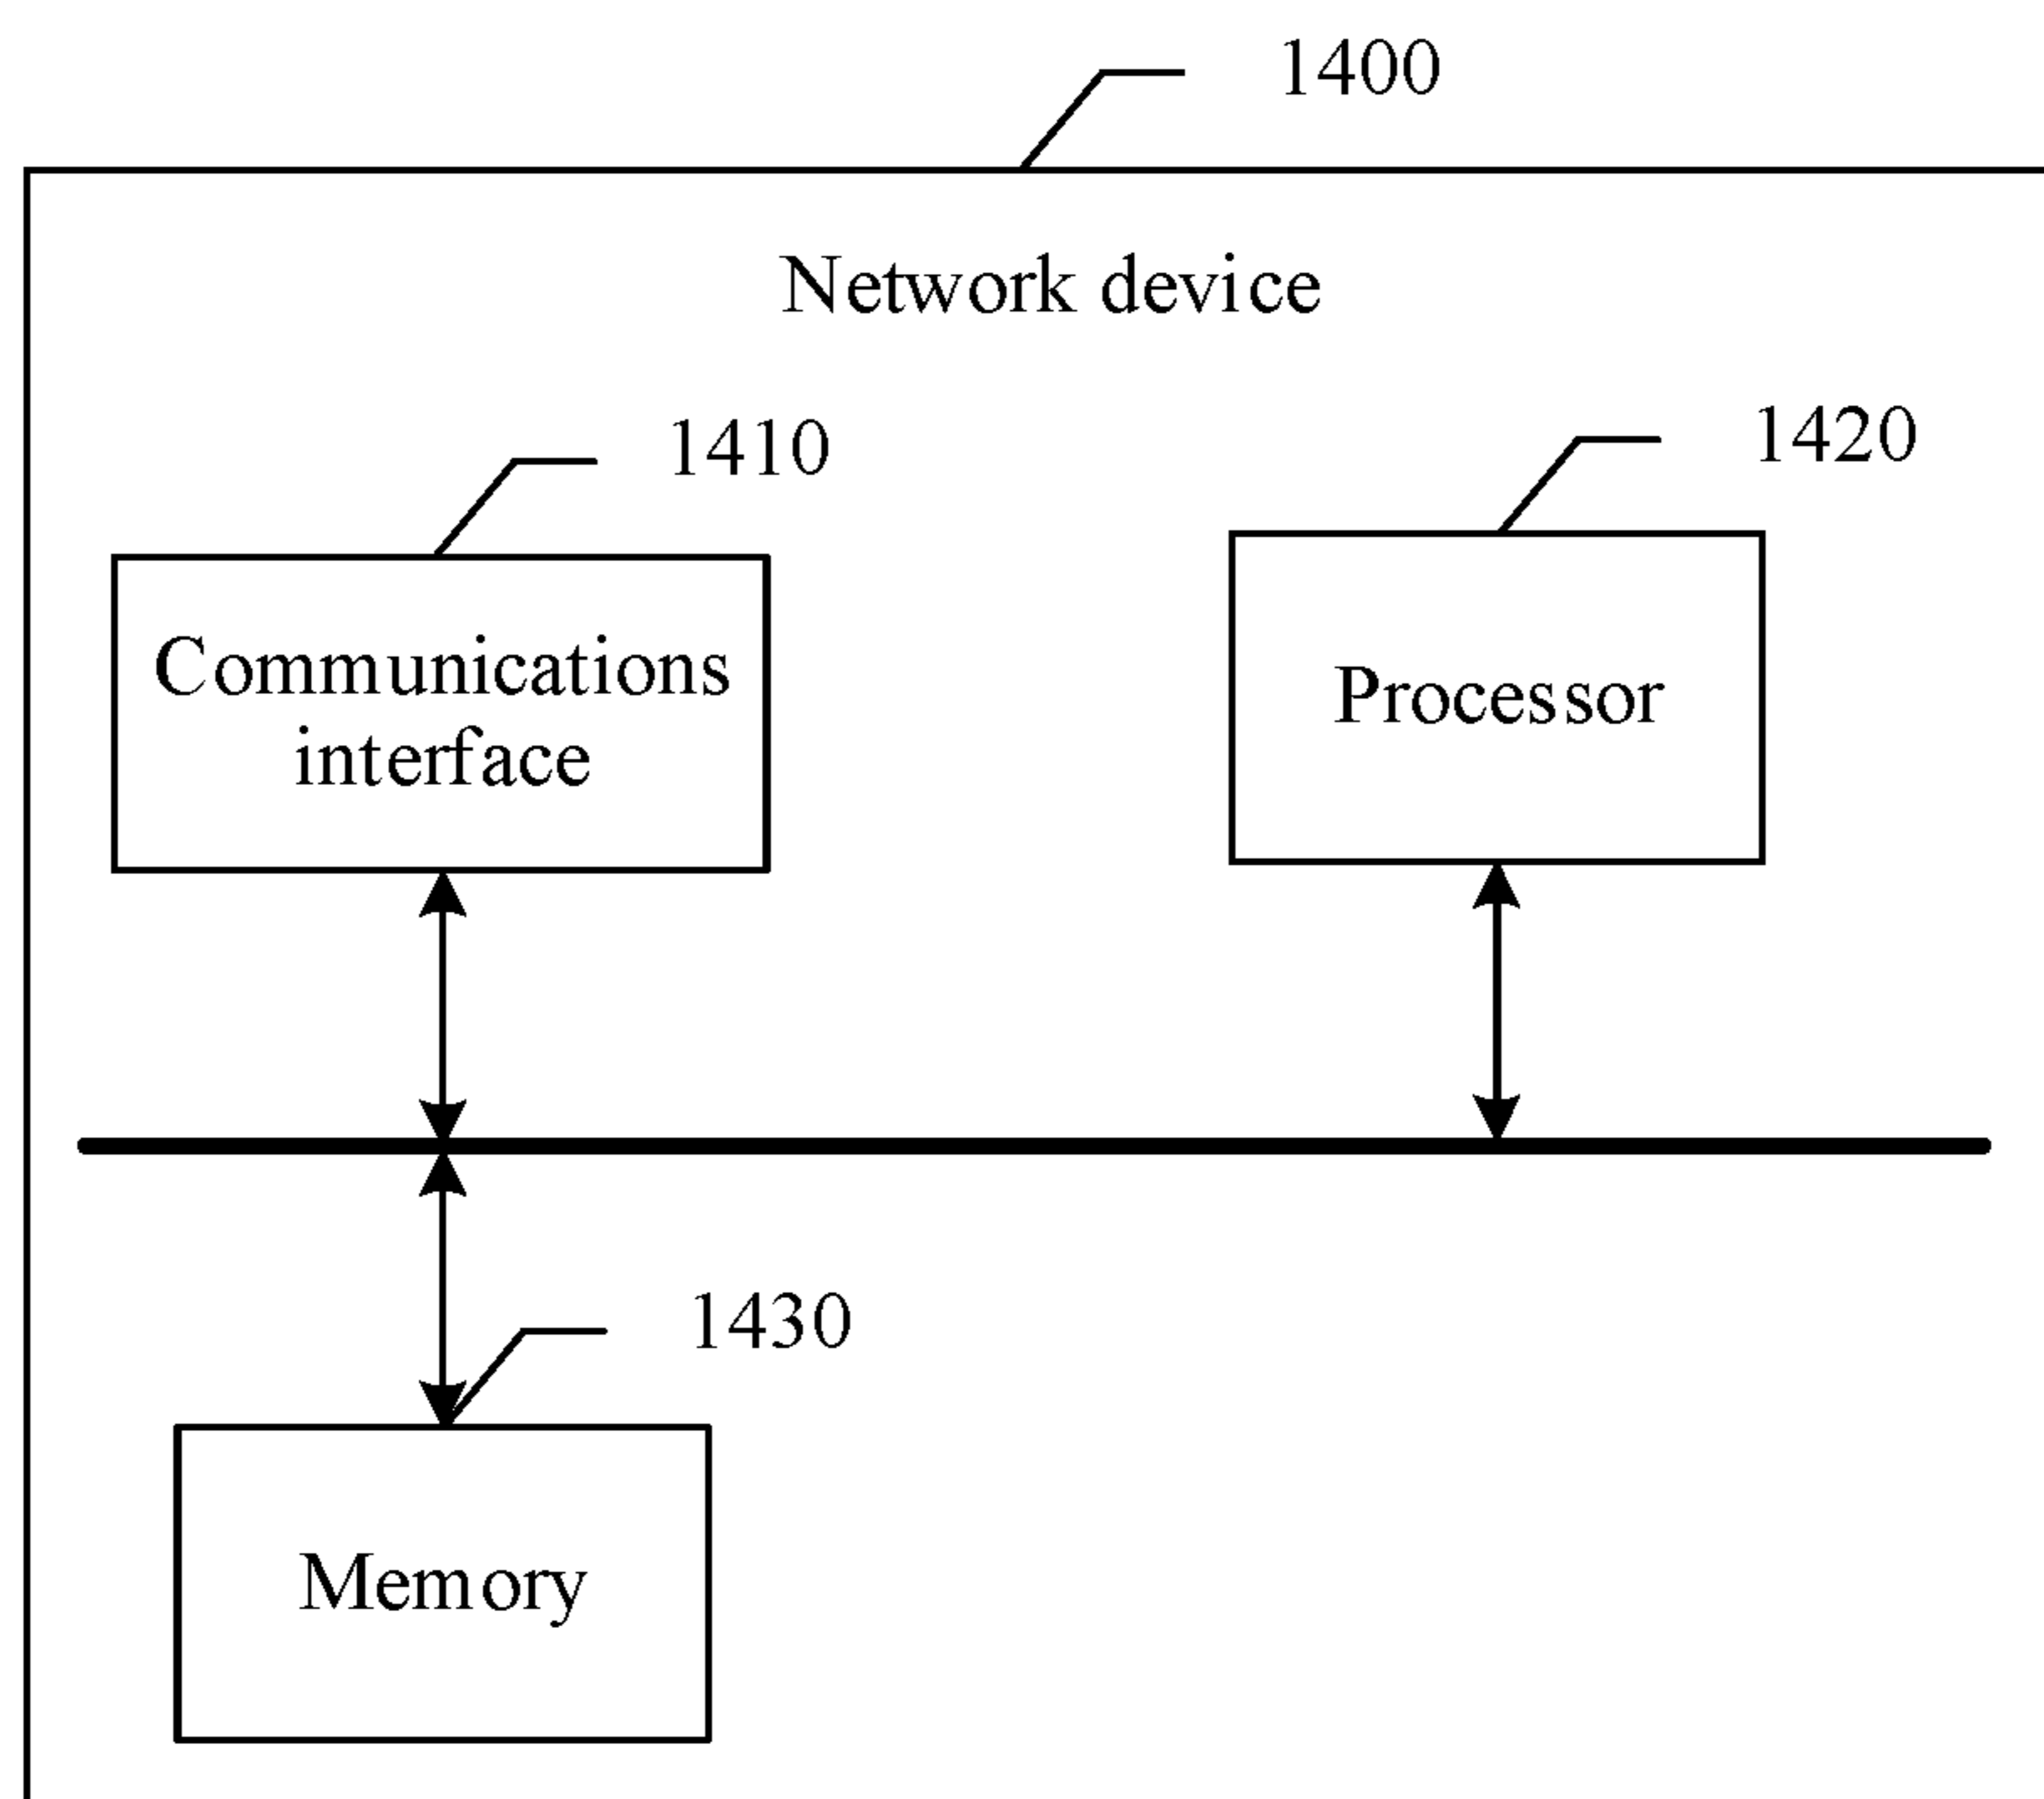 1400
Network device
1410
1420
Communications
interface
Processor
1430
Memory